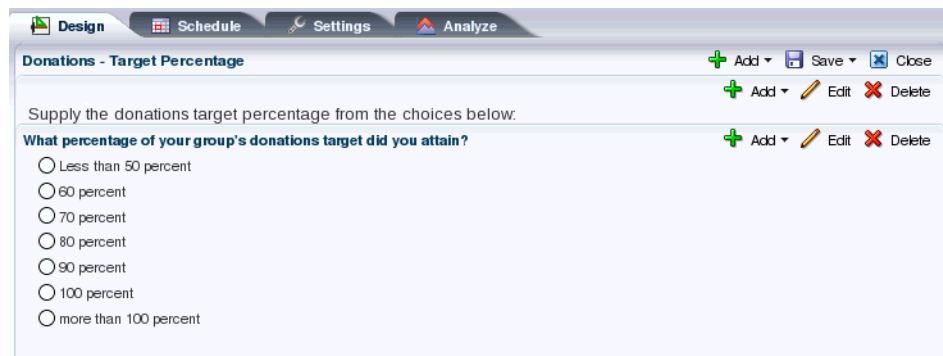 Design Schedule Settings Analyze
Donations - Target Percentage Add Save Close
Add Edit Delete
Supply the donations target percentage from the choices below:
What percentage of your group's donations target did you attain? Add Edit Delete
Less than 50 percent
60 percent
70 percent
80 percent
90 percent
100 percent
more than 100 percent